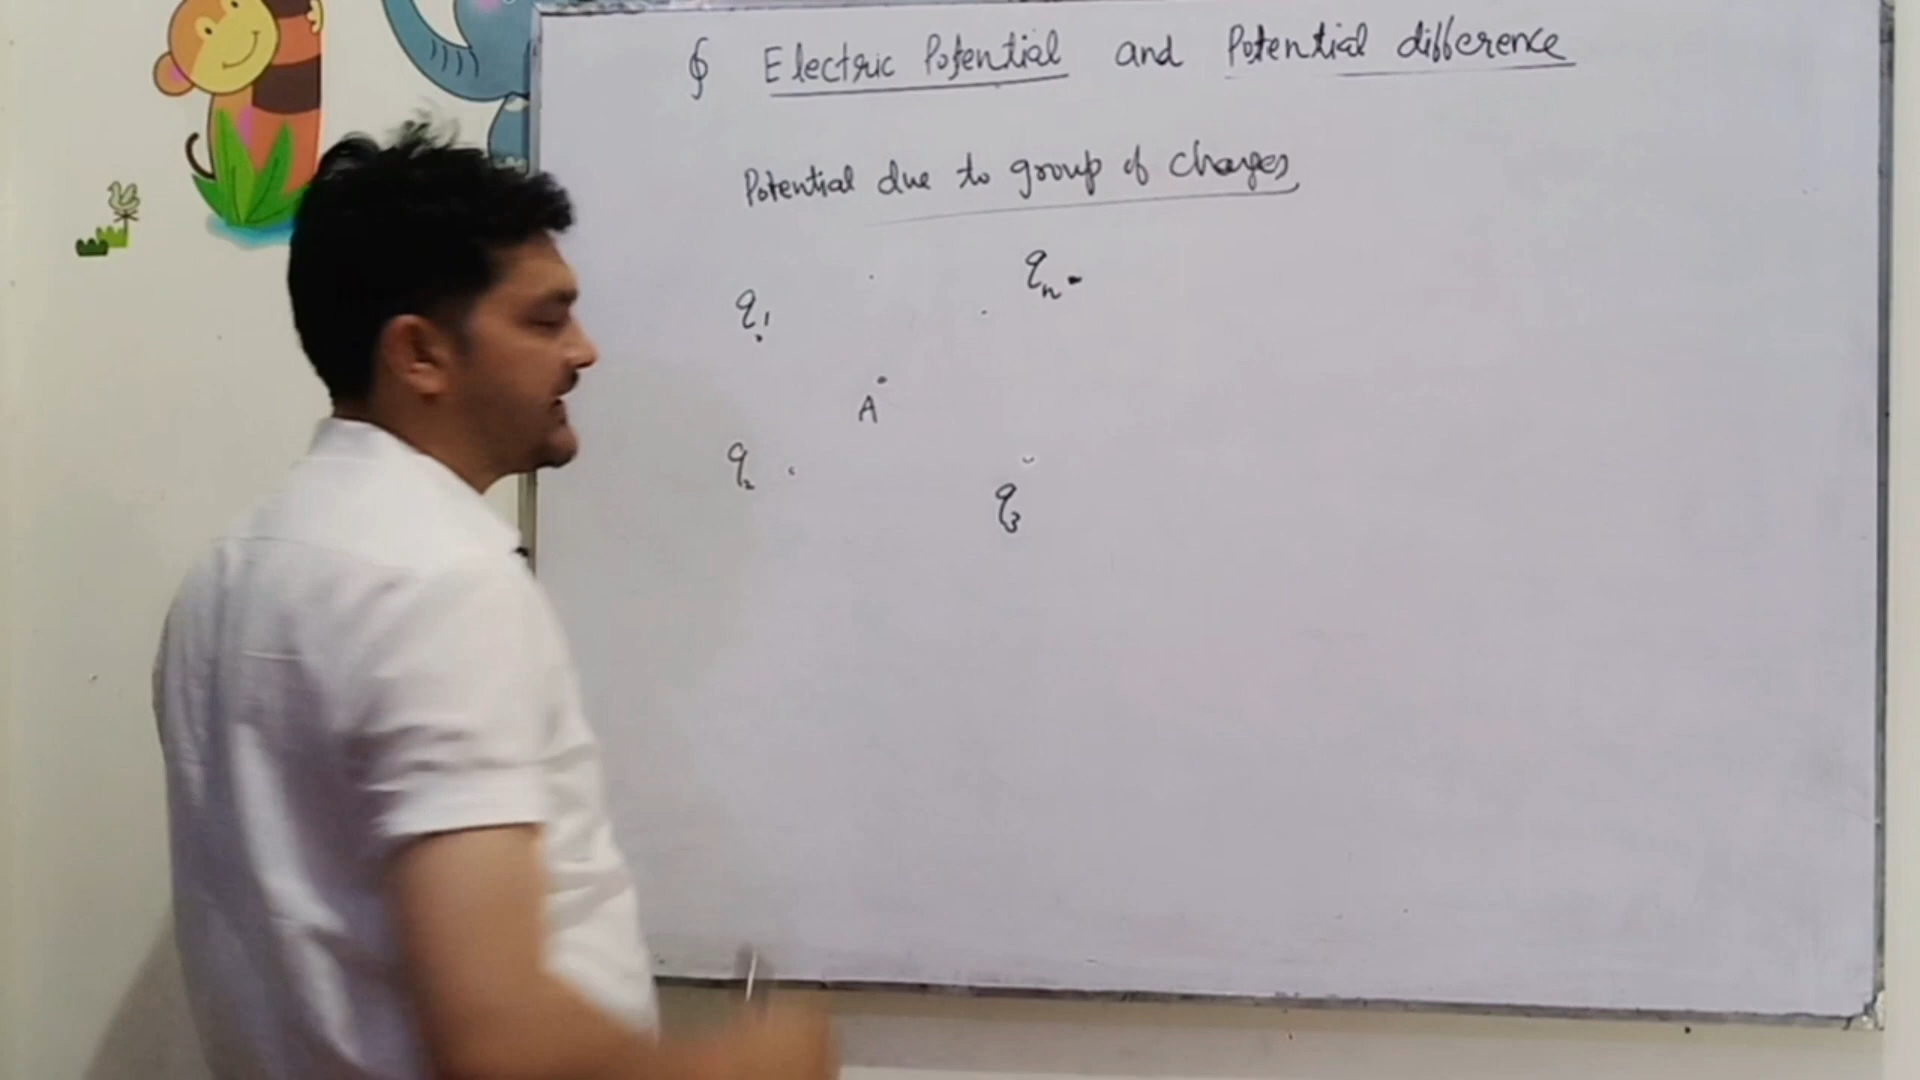 § Electric Potential and Potential difference
Potential due to group of charges
qn
q1
A
q2
q3